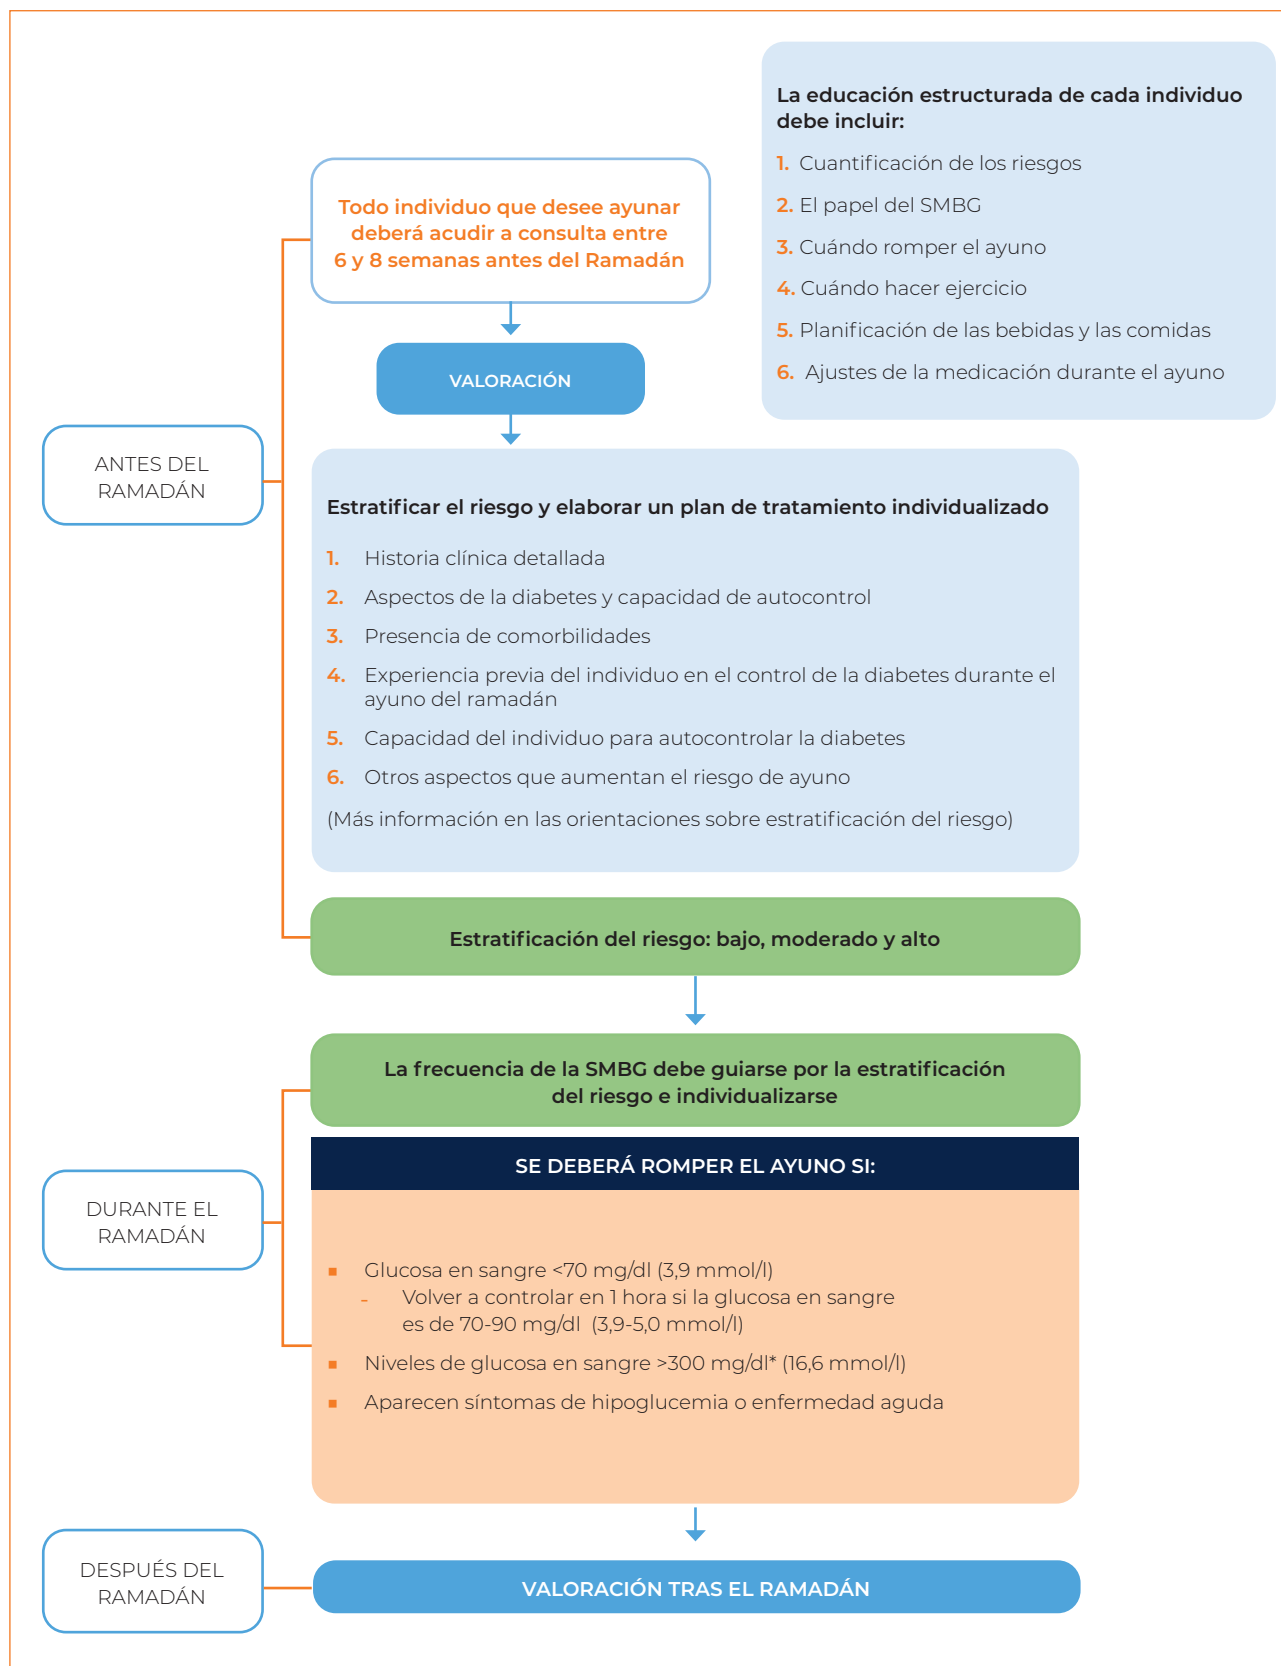 La educación estructurada de cada individuo
debe incluir:
1. Cuantificación de los riesgos
2. El papel del SMBG
3. Cuándo romper el ayuno
4. Cuándo hacer ejercicio
5. Planificación de las bebidas y las comidas
6. Ajustes de la medicación durante el ayuno
Todo individuo que desee ayunar
deberá acudir a consulta entre
6 y 8 semanas antes del Ramadán
VALORACIÓN
ANTES DEL
RAMADÁN
Estratificar el riesgo y elaborar un plan de tratamiento individualizado
1. Historia clínica detallada
2. Aspectos de la diabetes y capacidad de autocontrol
3. Presencia de comorbilidades
4. Experiencia previa del individuo en el control de la diabetes durante el
ayuno del ramadán
5. Capacidad del individuo para autocontrolar la diabetes
6. Otros aspectos que aumentan el riesgo de ayuno
(Más información en las orientaciones sobre estratificación del riesgo)
Estratificación del riesgo: bajo, moderado y alto
La frecuencia de la SMBG debe guiarse por la estratificación
del riesgo e individualizarse
DURANTE EL
RAMADÁN
SE DEBERÁ ROMPER EL AYUNO SI:
▪ Glucosa en sangre <70 mg/dl (3,9 mmol/l)
- Volver a controlar en 1 hora si la glucosa en sangre
es de 70-90 mg/dl (3,9-5,0 mmol/l)
▪ Niveles de glucosa en sangre >300 mg/dl* (16,6 mmol/l)
▪ Aparecen síntomas de hipoglucemia o enfermedad aguda
DESPUÉS DEL
RAMADÁN
VALORACIÓN TRAS EL RAMADÁN